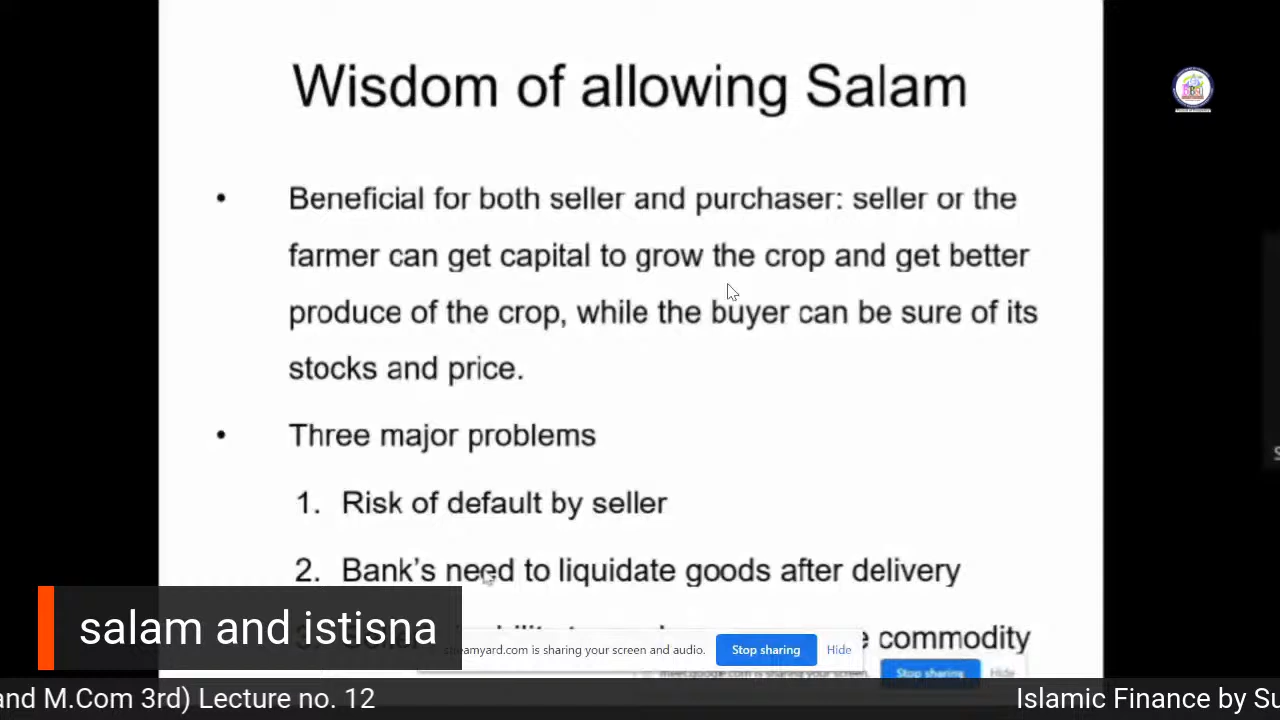 Wisdom of allowing Salam
• Beneficial for both seller and purchaser: seller or the
farmer can get capital to grow the crop and get better
produce of the crop, while the buyer can be sure of its
stocks and price.
• Three major problems
1. Risk of default by seller
2. Bank's need to liquidate goods after delivery
commodity
salam and istisna
streamyard.com is sharing your screen and audio. Stop sharing Hide
meet.google.com is sharing your screen. Stop sharing Hide
and M.Com 3rd) Lecture no. 12
Islamic Finance by Su